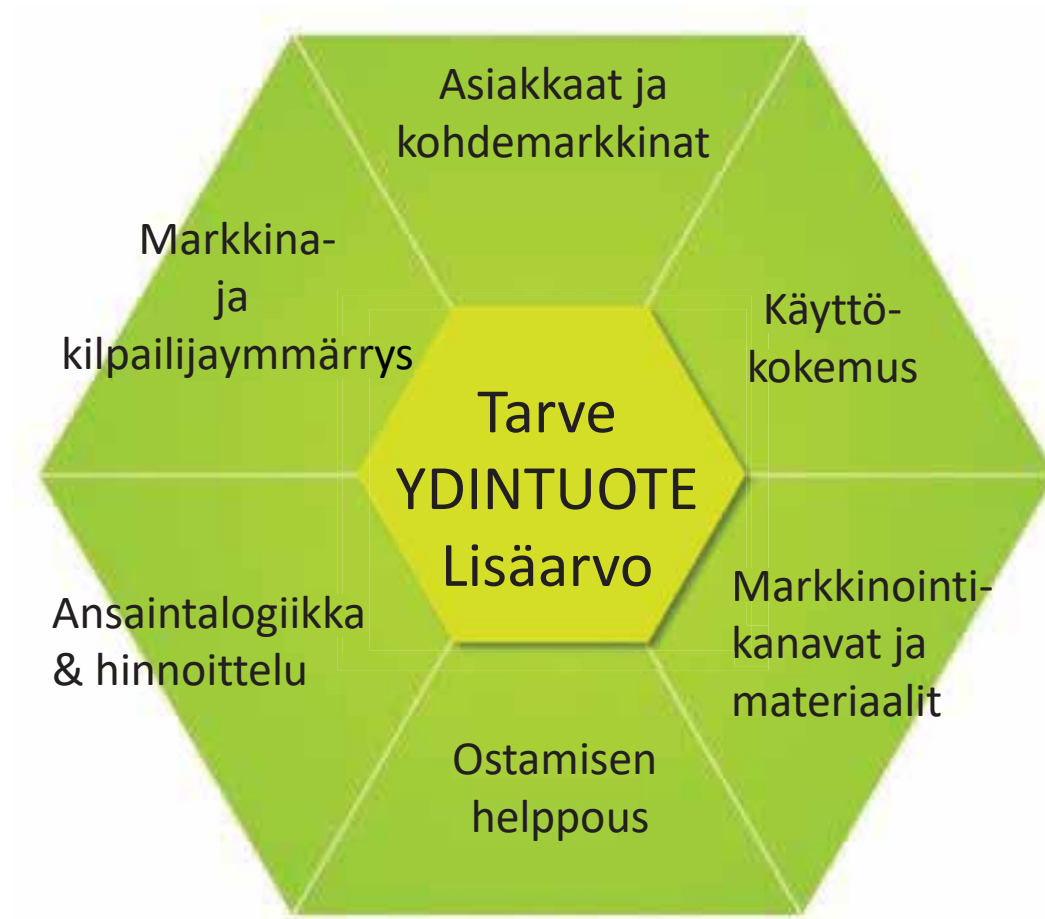 Asiakkaat ja
kohdemarkkinat
Markkina-
ja
kilpailijaymmärrys
Käyttö-
kokemus
Tarve
YDINTUOTE
Lisäarvo
Ansaintalogiikka
& hinnoittelu
Markkinointi-
kanavat ja
materiaalit
Ostamisen
helppous